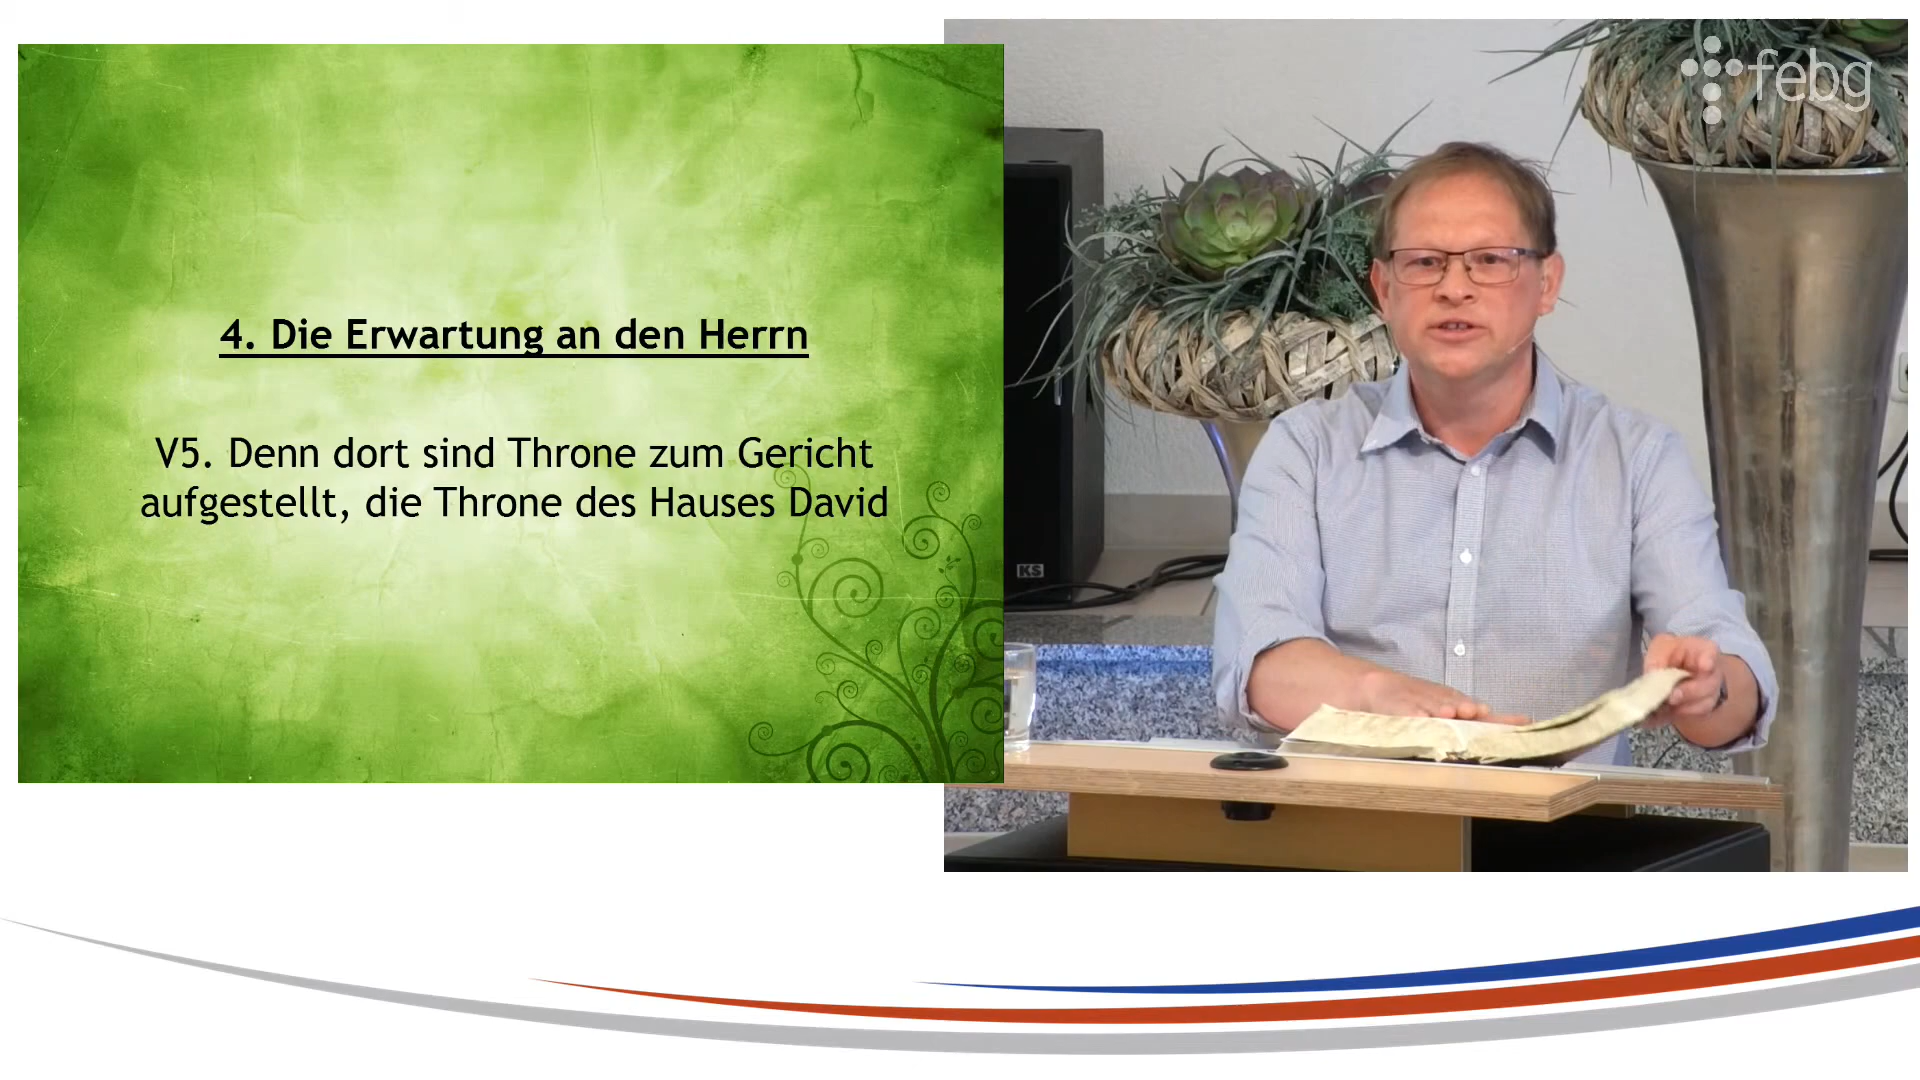 febg
4. Die Erwartung an den Herrn
V5. Denn dort sind Throne zum Gericht
aufgestellt, die Throne des Hauses David
KS